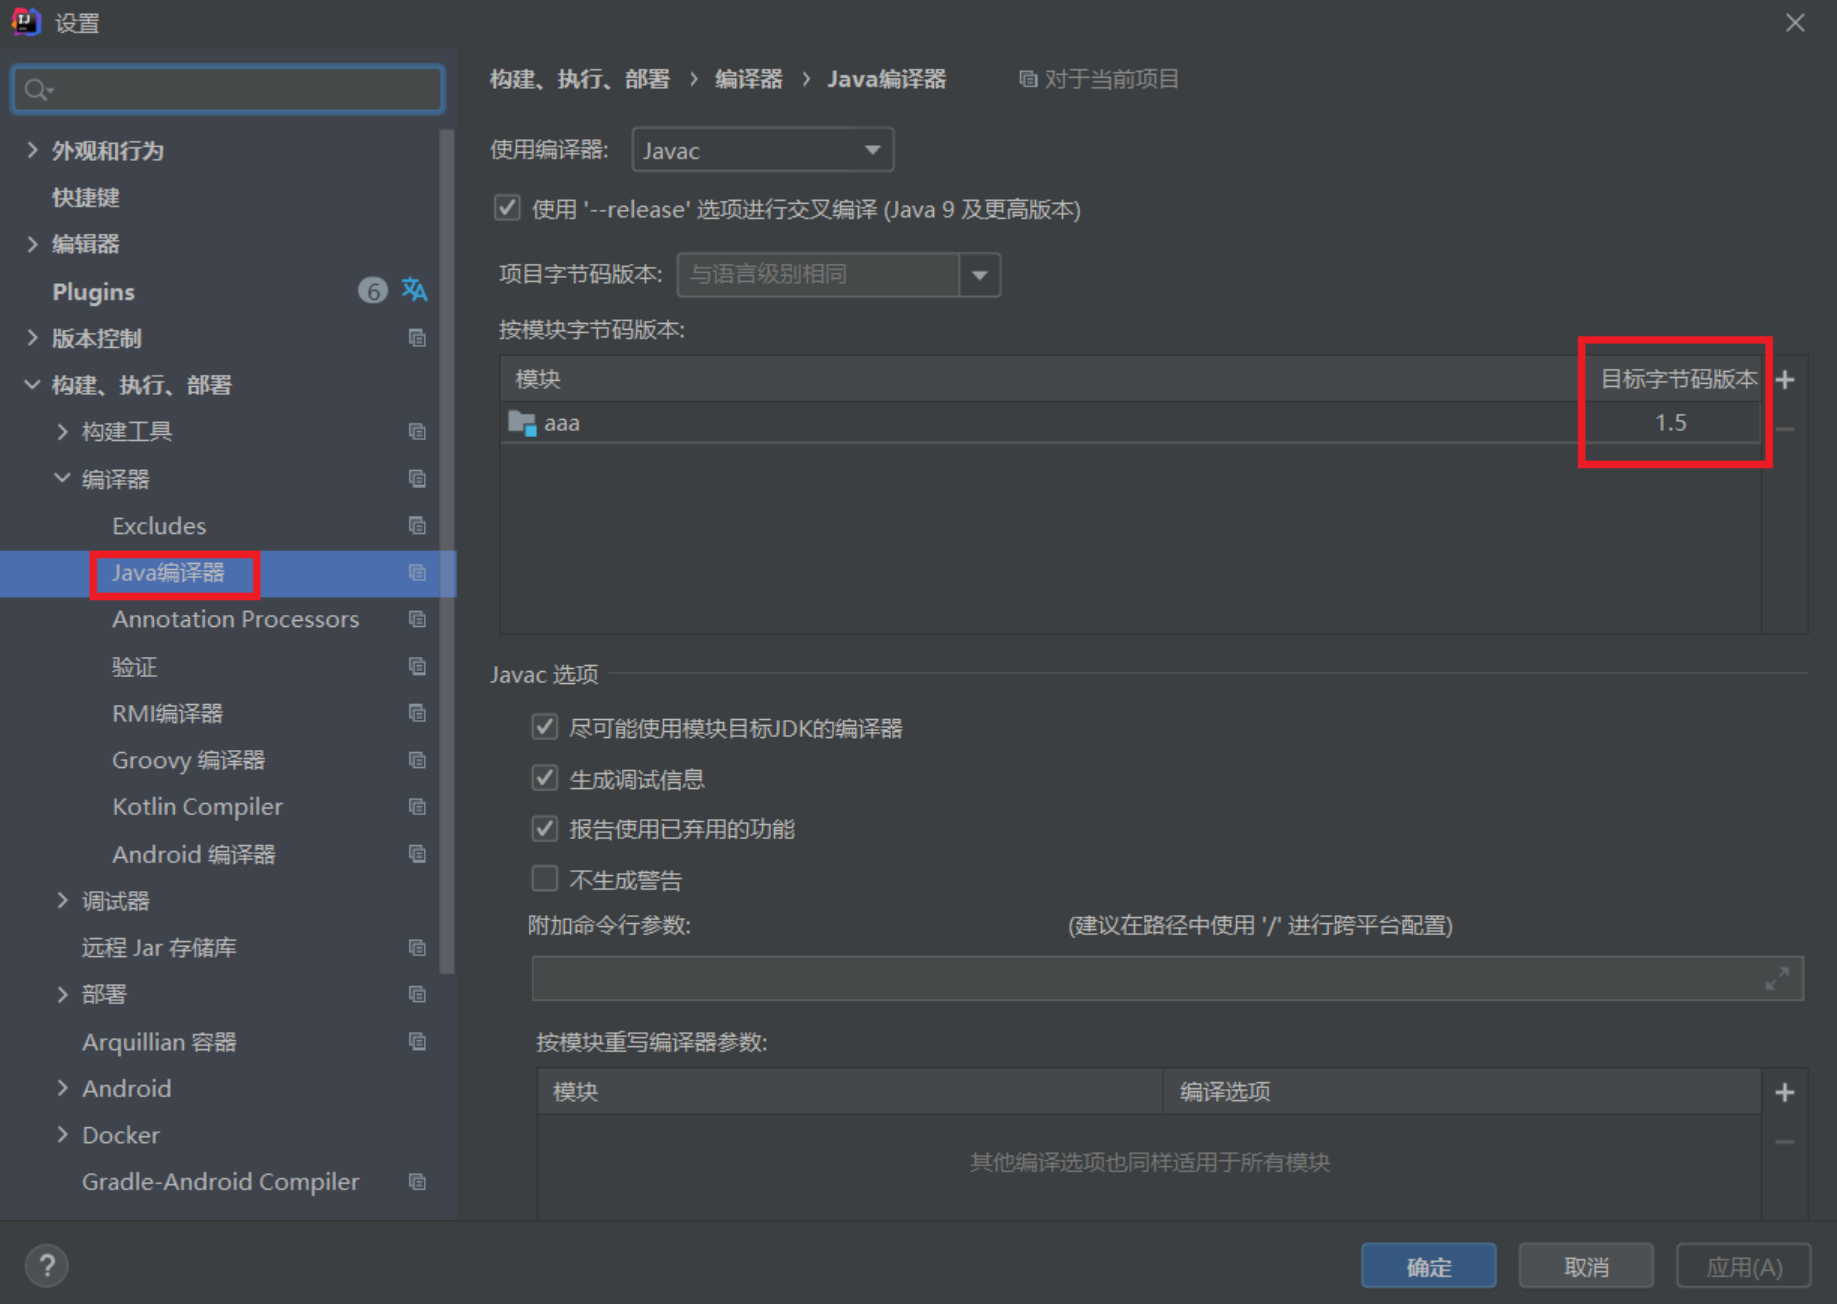 设置
外观和行为
快捷键
编辑器
Plugins 6
版本控制
构建、执行、部署
构建工具
编译器
Excludes
Java编译器
Annotation Processors
验证
RMI编译器
Groovy 编译器
Kotlin Compiler
Android 编译器
调试器
远程 Jar 存储库
部署
Arquillian 容器
Android
Docker
Gradle-Android Compiler
构建、执行、部署 › 编译器 › Java编译器 对于当前项目
使用编译器: Javac
使用 '--release' 选项进行交叉编译 (Java 9 及更高版本)
项目字节码版本: 与语言级别相同
按模块字节码版本:
模块 目标字节码版本
aaa 1.5
Javac 选项
尽可能使用模块目标JDK的编译器
生成调试信息
报告使用已弃用的功能
不生成警告
附加命令行参数: (建议在路径中使用 '/' 进行跨平台配置)
按模块重写编译器参数:
模块 编译选项
其他编译选项也同样适用于所有模块
? 确定 取消 应用(A)